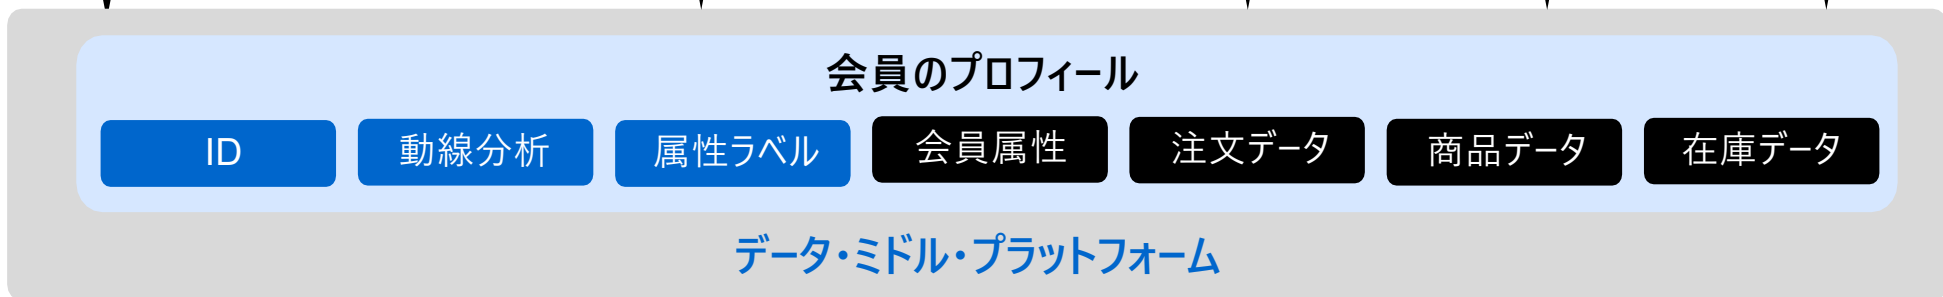 会員のプロフィール
ID 動線分析 属性ラベル 会員属性 注文データ 商品データ 在庫データ
データ・ミドル・プラットフォーム